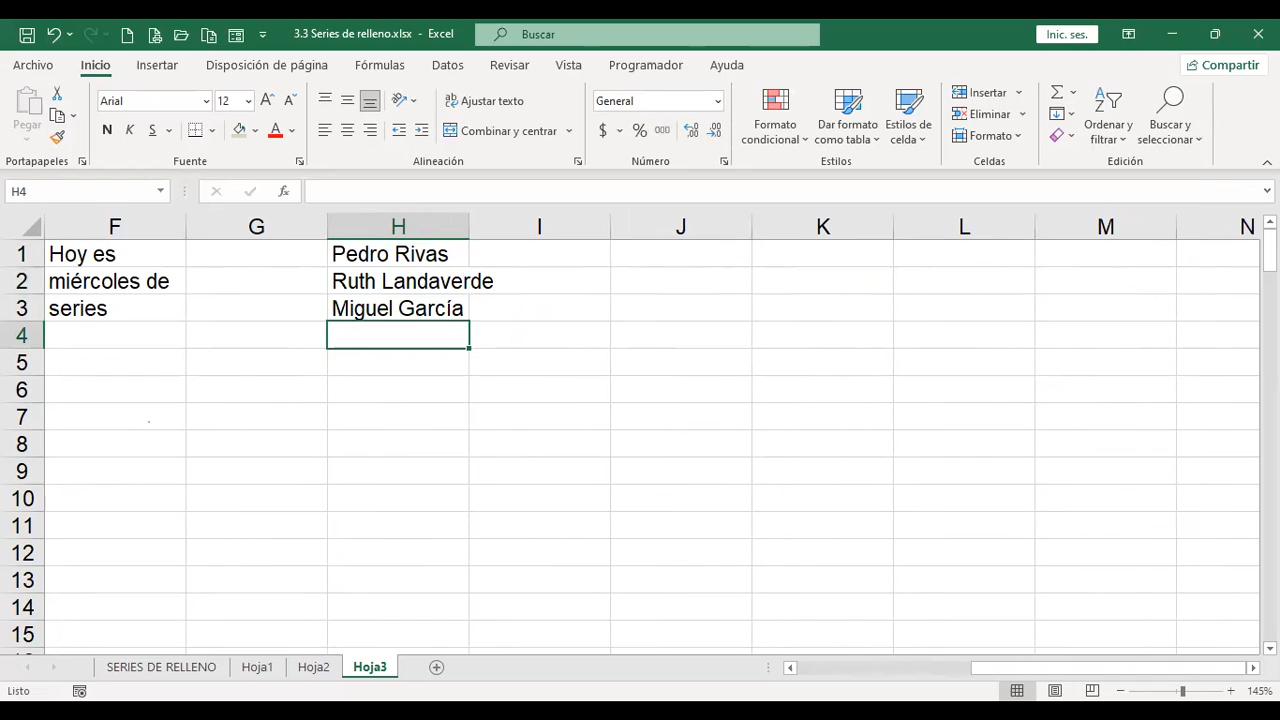 3.3 Series de relleno.xlsx - Excel
Buscar
Inic. ses.
Archivo Inicio Insertar Disposición de página Fórmulas Datos Revisar Vista Programador Ayuda
Compartir
Pegar
Portapapeles
Arial 12
N K S
Fuente
Ajustar texto
Combinar y centrar
Alineación
General
$ % 000
Número
Formato condicional
Dar formato como tabla
Estilos de celda
Estilos
Insertar
Eliminar
Formato
Celdas
Ordenar y filtrar
Buscar y seleccionar
Edición
H4
fx
F G H I J K L M N
1 Hoy es Pedro Rivas
2 miércoles de Ruth Landaverde
3 series Miguel García
4
5
6
7
8
9
10
11
12
13
14
15
SERIES DE RELLENO Hoja1 Hoja2 Hoja3
Listo
145%